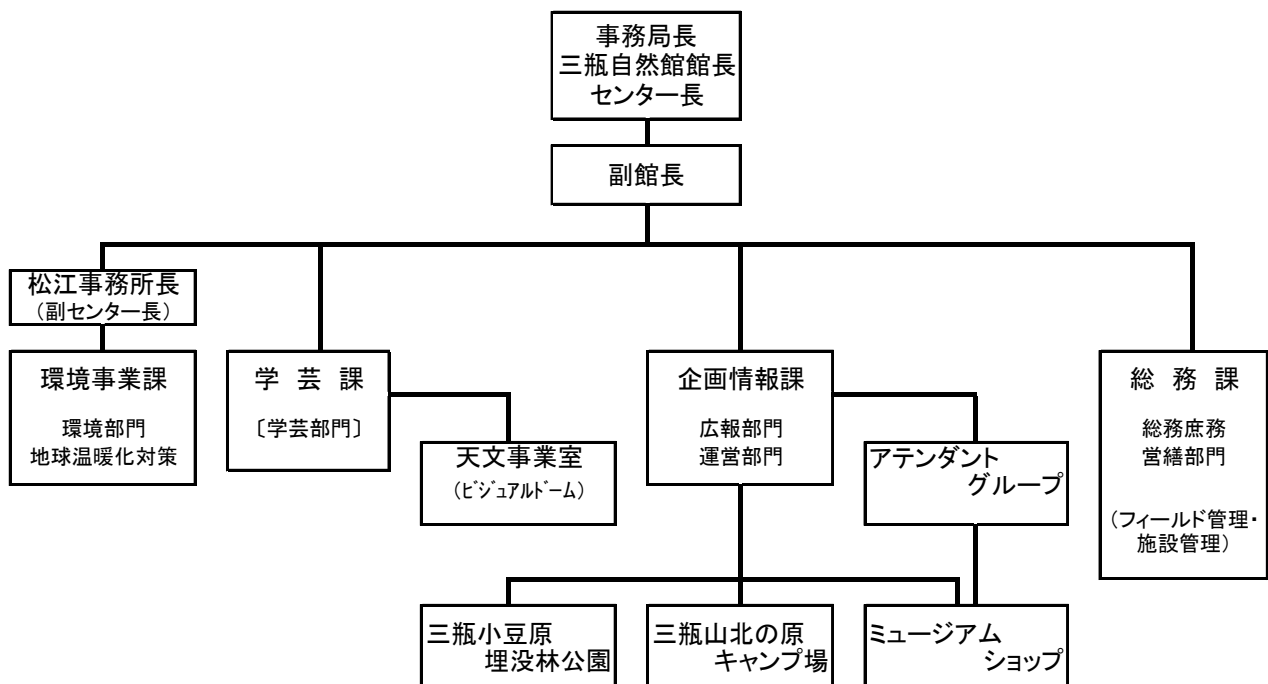 事務局長
三瓶自然館館長
センター長
副館長
松江事務所長
(副センター長)
環境事業課
環境部門
地球温暖化対策
学 芸 課
〔学芸部門〕
天文事業室
(ﾋﾞｼﾞｭｱﾙﾄﾞｰﾑ)
企画情報課
広報部門
運営部門
アテンダント
グループ
総 務 課
総務庶務
営繕部門
(フィールド管理・
施設管理)
三瓶小豆原
埋没林公園
三瓶山北の原
キャンプ場
ミュージアム
ショップ